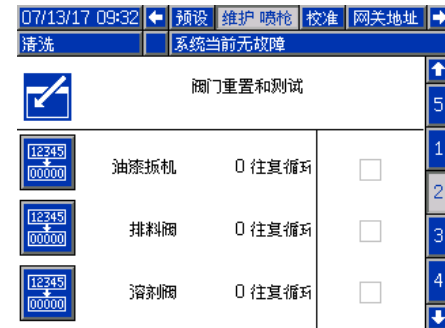 07/13/17 09:32 预设 维护 喷枪 校准 网关地址
清洗 系统当前无故障
阀门重置和测试
5
1
2
3
4
12345
00000 油漆扳机 0 往复循环
12345
00000 排料阀 0 往复循环
12345
00000 溶剂阀 0 往复循环